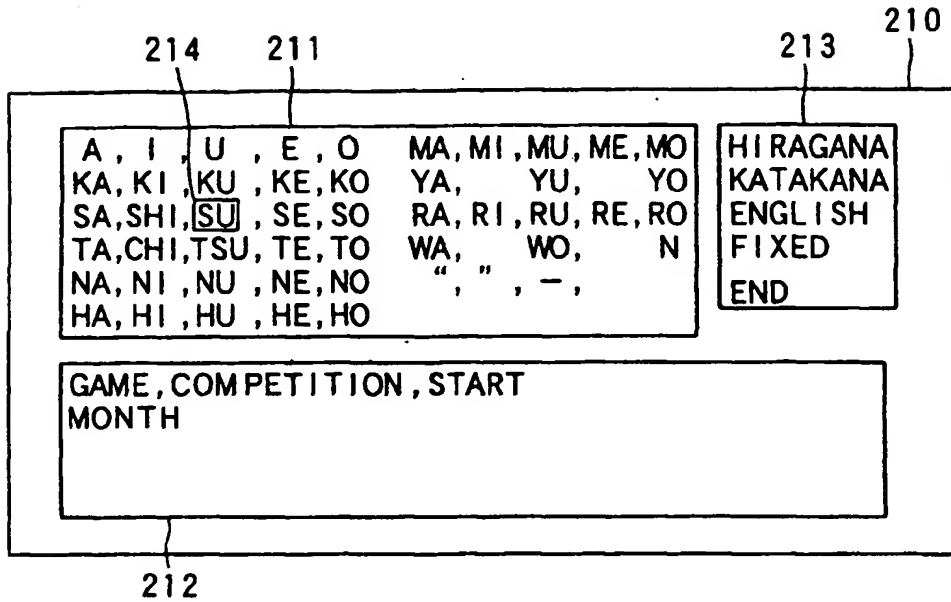 210
214 211 213
A, I, U, E, O MA, MI, MU, ME, MO
KA, KI, KU, KE, KO YA, YU, YO
SA, SHI, SU, SE, SO RA, RI, RU, RE, RO
TA, CHI, TSU, TE, TO WA, WO, N
NA, NI, NU, NE, NO “, ”, －,
HA, HI, HU, HE, HO
HIRAGANA
KATAKANA
ENGLISH
FIXED
END
GAME, COMPETITION, START
MONTH
212